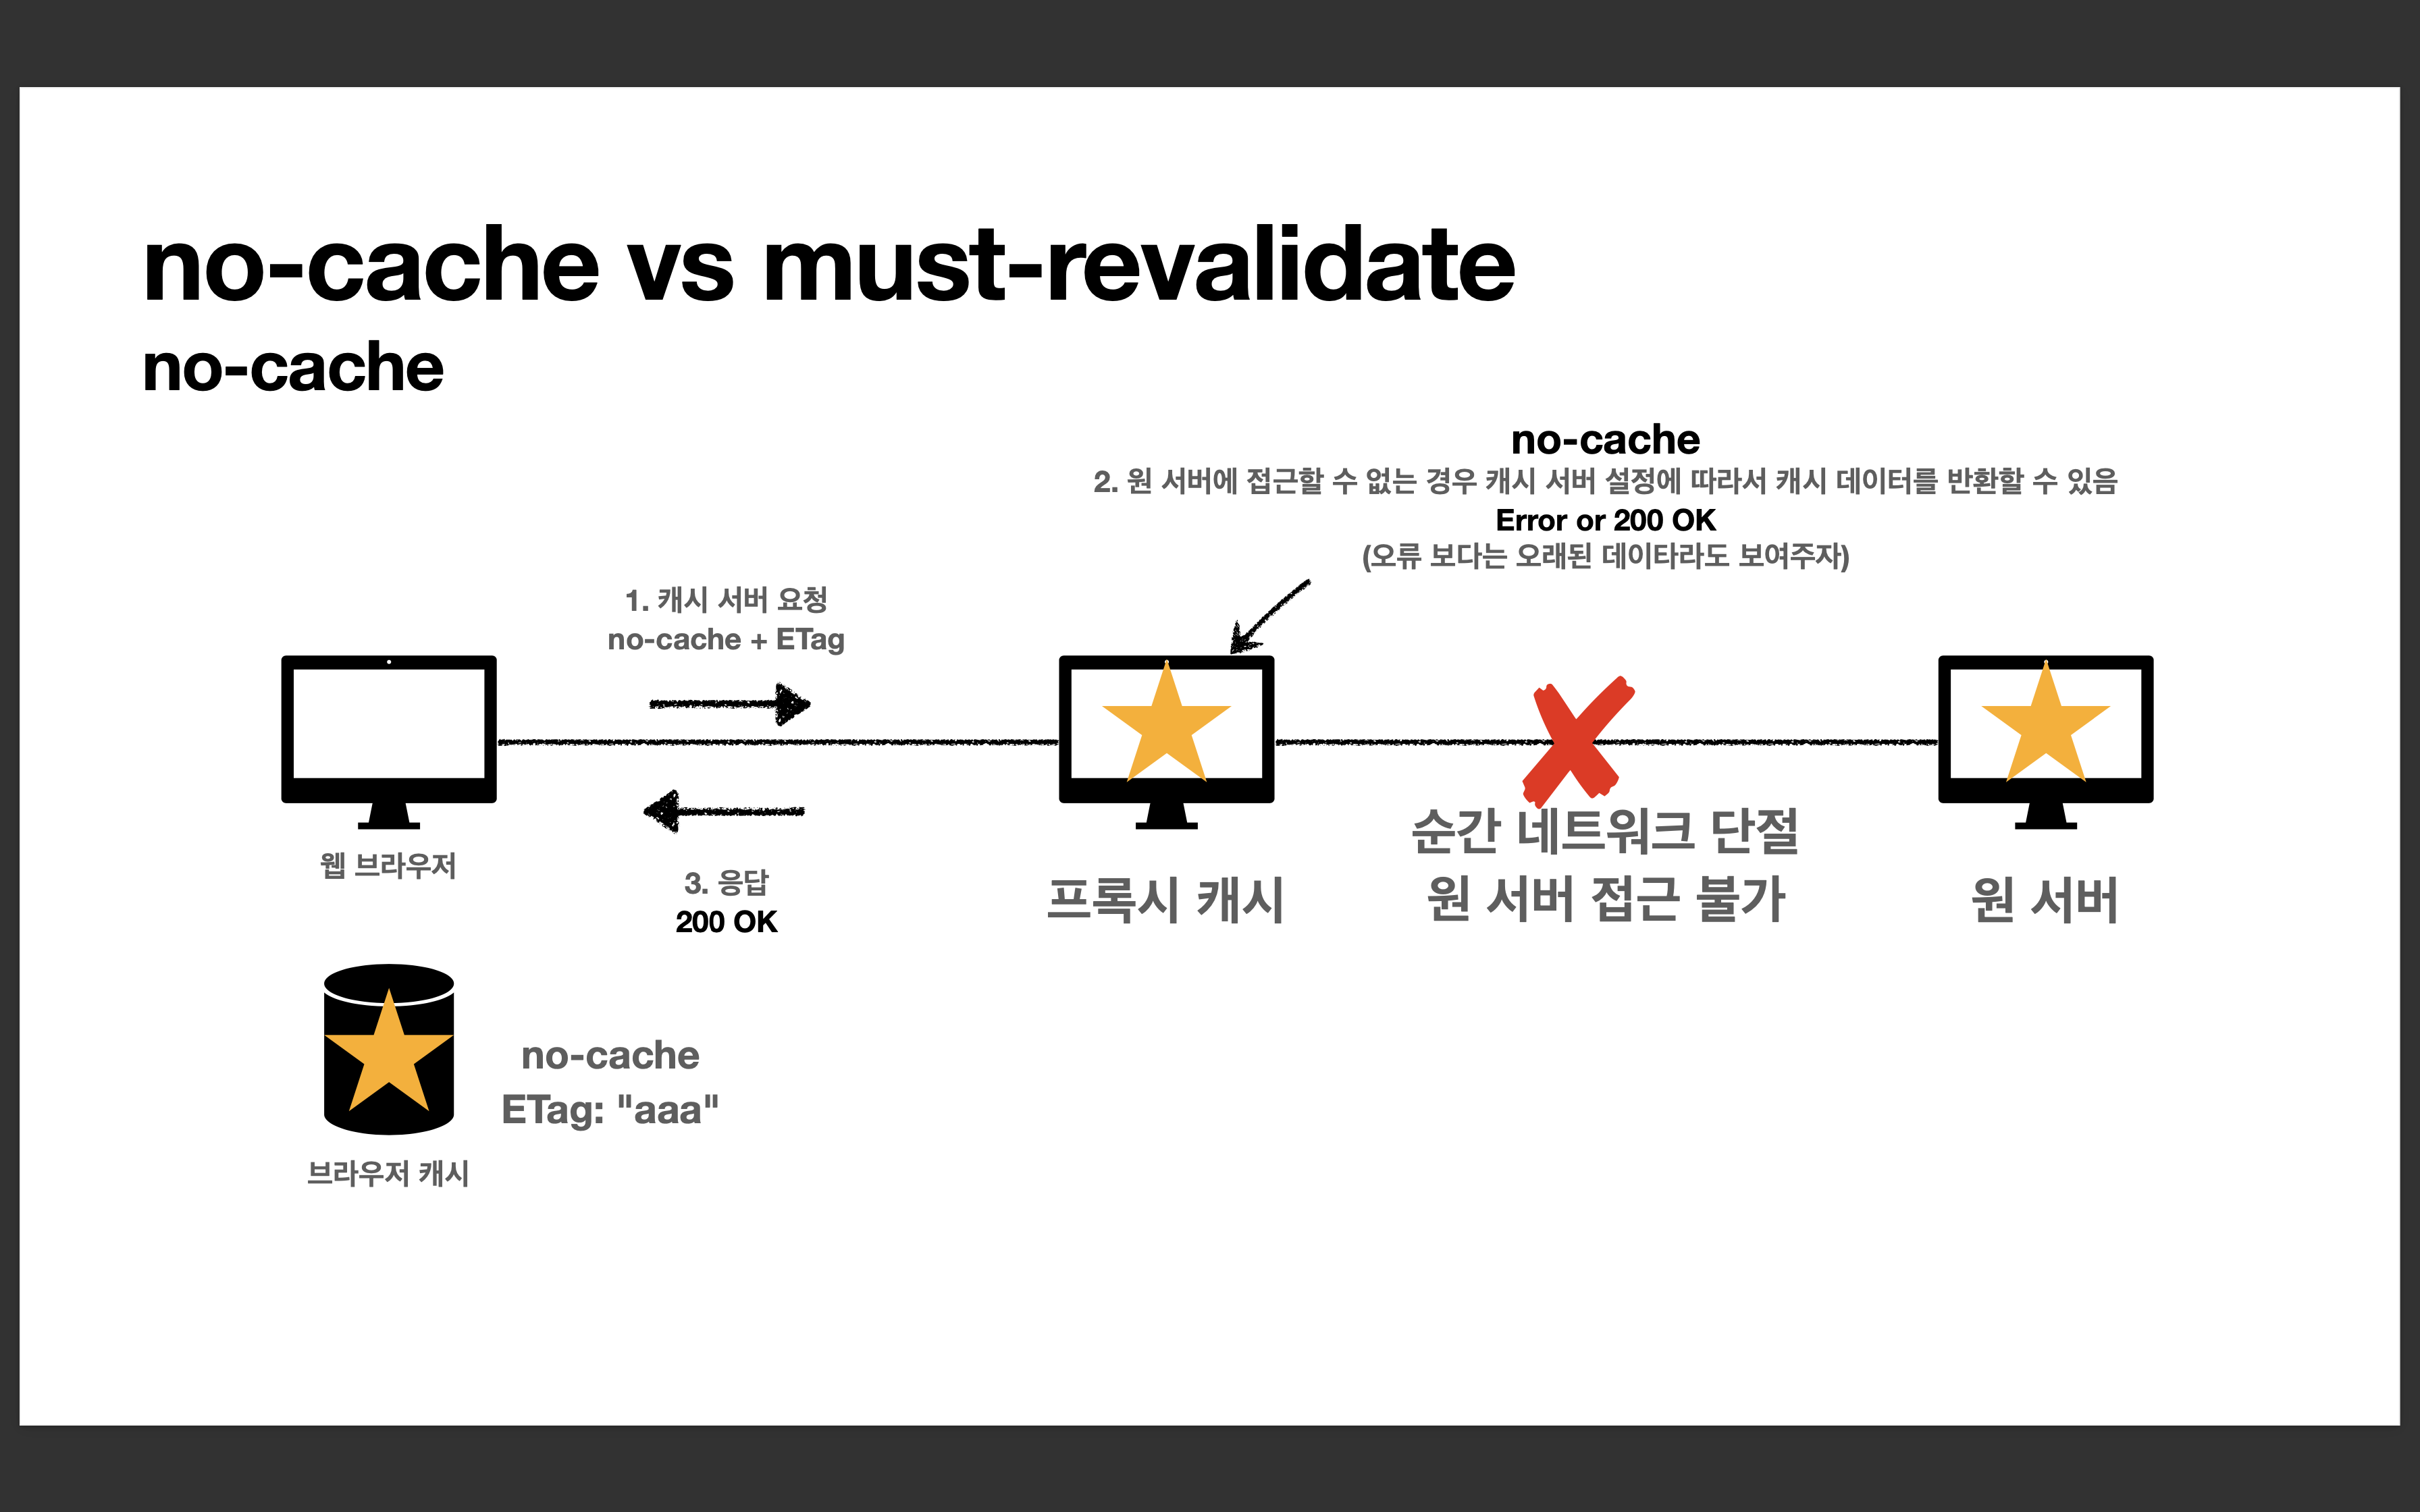 no-cache vs must-revalidate
no-cache
no-cache
2. 원 서버에 접근할 수 없는 경우 캐시 서버 설정에 따라서 캐시 데이터를 반환할 수 있음
Error or 200 OK
(오류 보다는 오래된 데이타라도 보여주자)
1. 캐시 서버 요청
no-cache + ETag
웹 브라우저
3. 응답
200 OK
프록시 캐시
순간 네트워크 단절
원 서버 접근 불가
원 서버
no-cache
ETag: "aaa"
브라우저 캐시